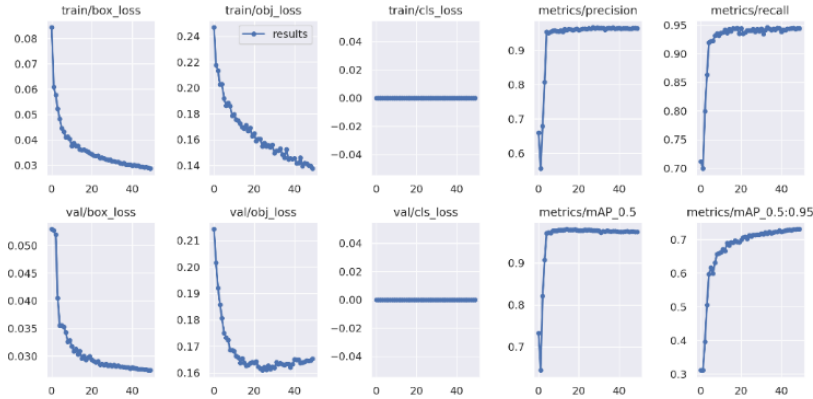 train/box_loss
train/obj_loss
train/cls_loss
metrics/precision
metrics/recall
results
0.08
0.07
0.06
0.05
0.04
0.03
0 20 40
0.24
0.22
0.20
0.18
0.16
0.14
0 20 40
0.04
0.02
0.00
−0.02
−0.04
0 20 40
0.9
0.8
0.7
0.6
0 20 40
0.95
0.90
0.85
0.80
0.75
0.70
0 20 40
val/box_loss
val/obj_loss
val/cls_loss
metrics/mAP_0.5
metrics/mAP_0.5:0.95
0.050
0.045
0.040
0.035
0.030
0 20 40
0.21
0.20
0.19
0.18
0.17
0.16
0 20 40
0.04
0.02
0.00
−0.02
−0.04
0 20 40
0.9
0.8
0.7
0 20 40
0.7
0.6
0.5
0.4
0.3
0 20 40